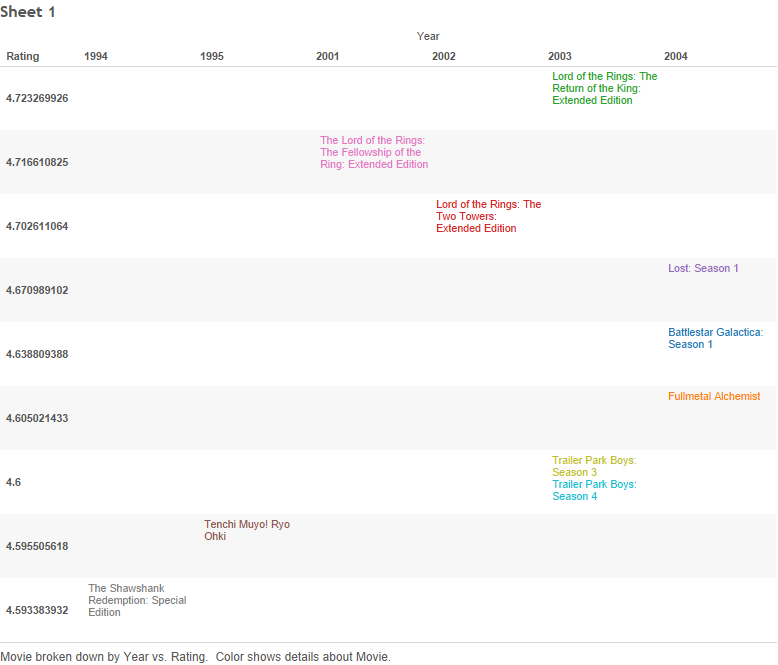 Sheet 1
Year
Rating 1994 1995 2001 2002 2003 2004
4.723269926
Lord of the Rings: The
Return of the King:
Extended Edition
4.716610825
The Lord of the Rings:
The Fellowship of the
Ring: Extended Edition
4.702611064
Lord of the Rings: The
Two Towers:
Extended Edition
4.670989102
Lost: Season 1
4.638809388
Battlestar Galactica:
Season 1
4.605021433
Fullmetal Alchemist
4.6
Trailer Park Boys:
Season 3
Trailer Park Boys:
Season 4
4.595505618
Tenchi Muyo! Ryo
Ohki
4.593383932
The Shawshank
Redemption: Special
Edition
Movie broken down by Year vs. Rating. Color shows details about Movie.